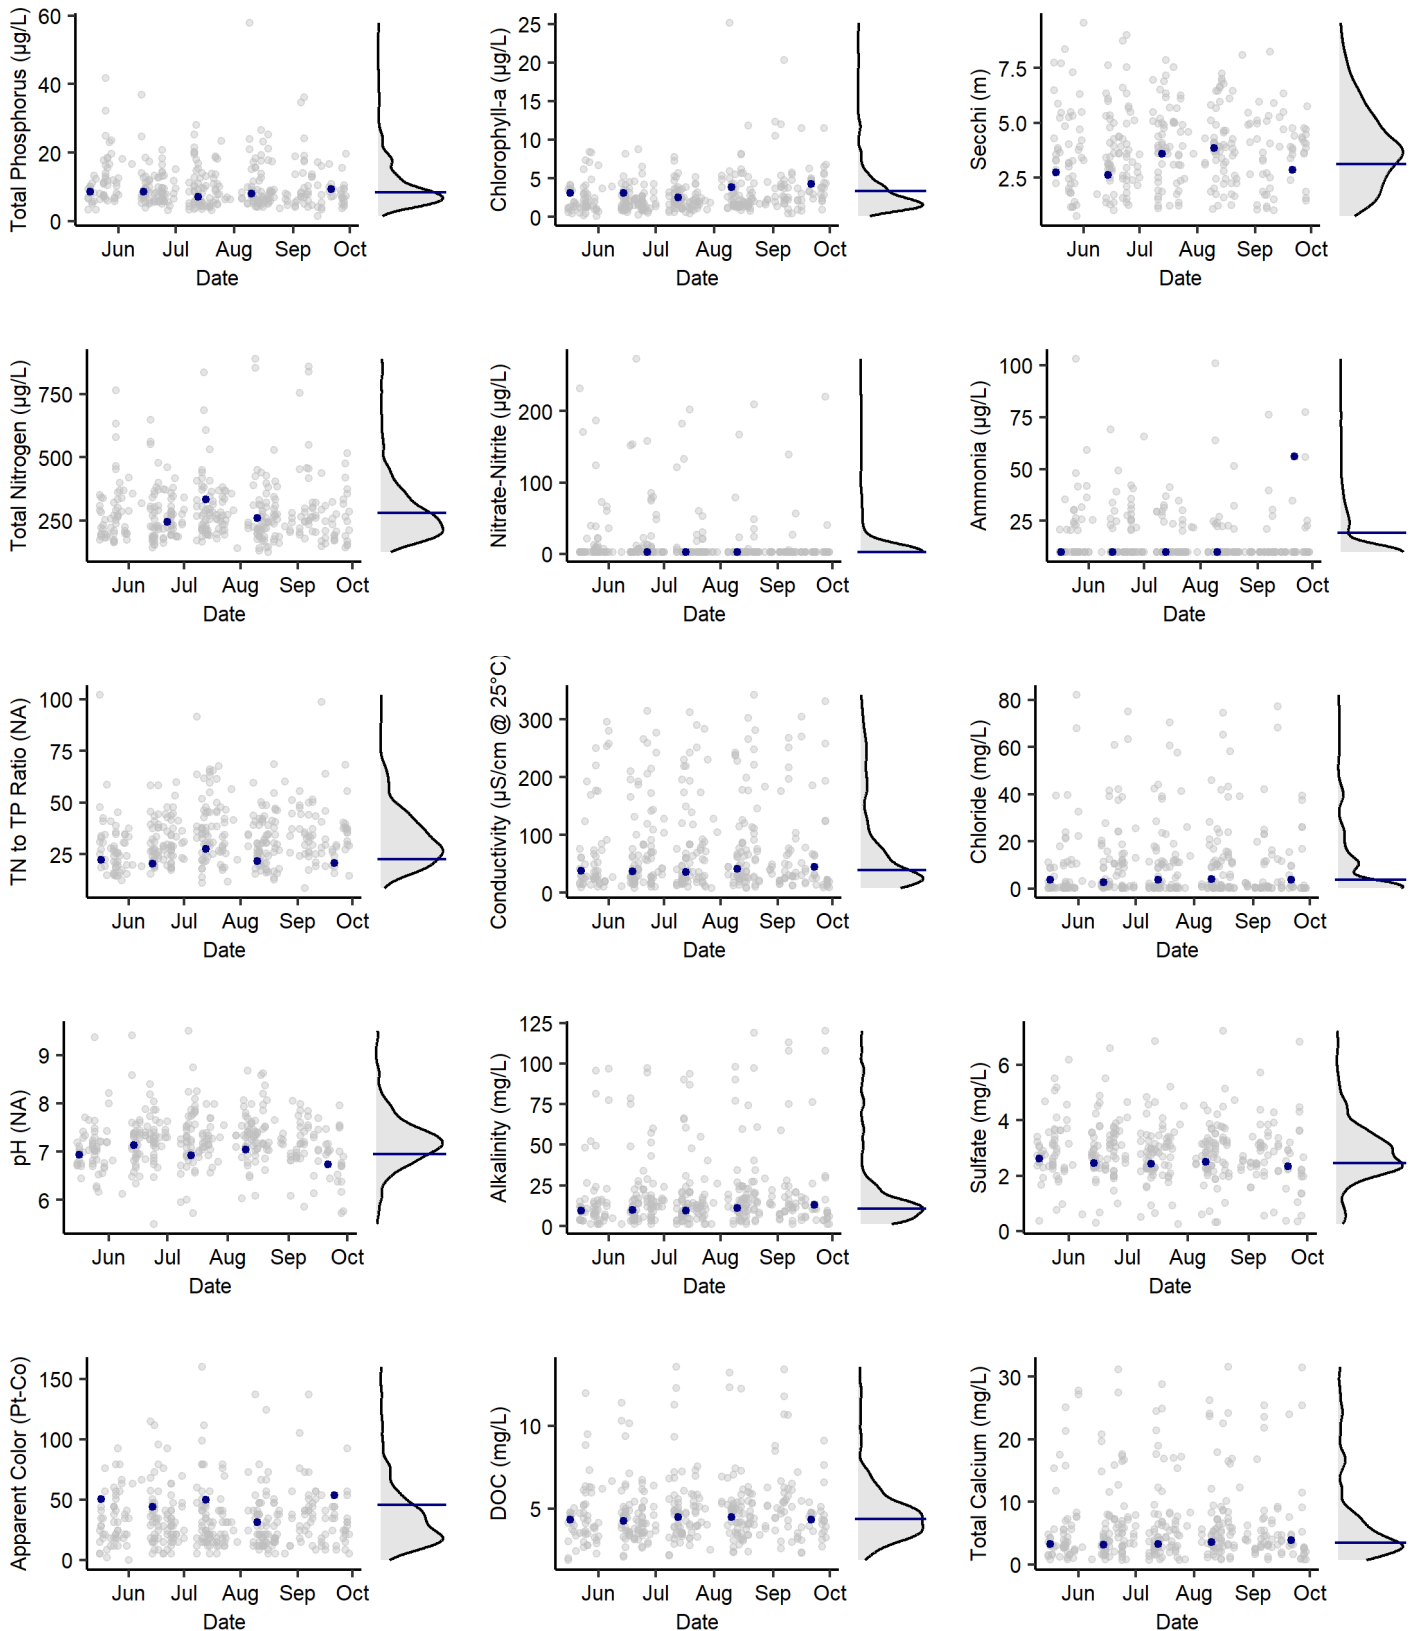 Total Phosphorus (µg/L)
60
40
20
0
Jun Jul Aug Sep Oct
Date
Chlorophyll-a (µg/L)
25
20
15
10
5
0
Jun Jul Aug Sep Oct
Date
Secchi (m)
7.5
5.0
2.5
Jun Jul Aug Sep Oct
Date
Total Nitrogen (µg/L)
750
500
250
Jun Jul Aug Sep Oct
Date
Nitrate-Nitrite (µg/L)
200
100
0
Jun Jul Aug Sep Oct
Date
Ammonia (µg/L)
100
75
50
25
Jun Jul Aug Sep Oct
Date
TN to TP Ratio (NA)
100
75
50
25
Jun Jul Aug Sep Oct
Date
Conductivity (µS/cm @ 25°C)
300
200
100
0
Jun Jul Aug Sep Oct
Date
Chloride (mg/L)
80
60
40
20
0
Jun Jul Aug Sep Oct
Date
pH (NA)
9
8
7
6
Jun Jul Aug Sep Oct
Date
Alkalinity (mg/L)
125
100
75
50
25
0
Jun Jul Aug Sep Oct
Date
Sulfate (mg/L)
6
4
2
0
Jun Jul Aug Sep Oct
Date
Apparent Color (Pt-Co)
150
100
50
0
Jun Jul Aug Sep Oct
Date
DOC (mg/L)
10
5
Jun Jul Aug Sep Oct
Date
Total Calcium (mg/L)
30
20
10
0
Jun Jul Aug Sep Oct
Date